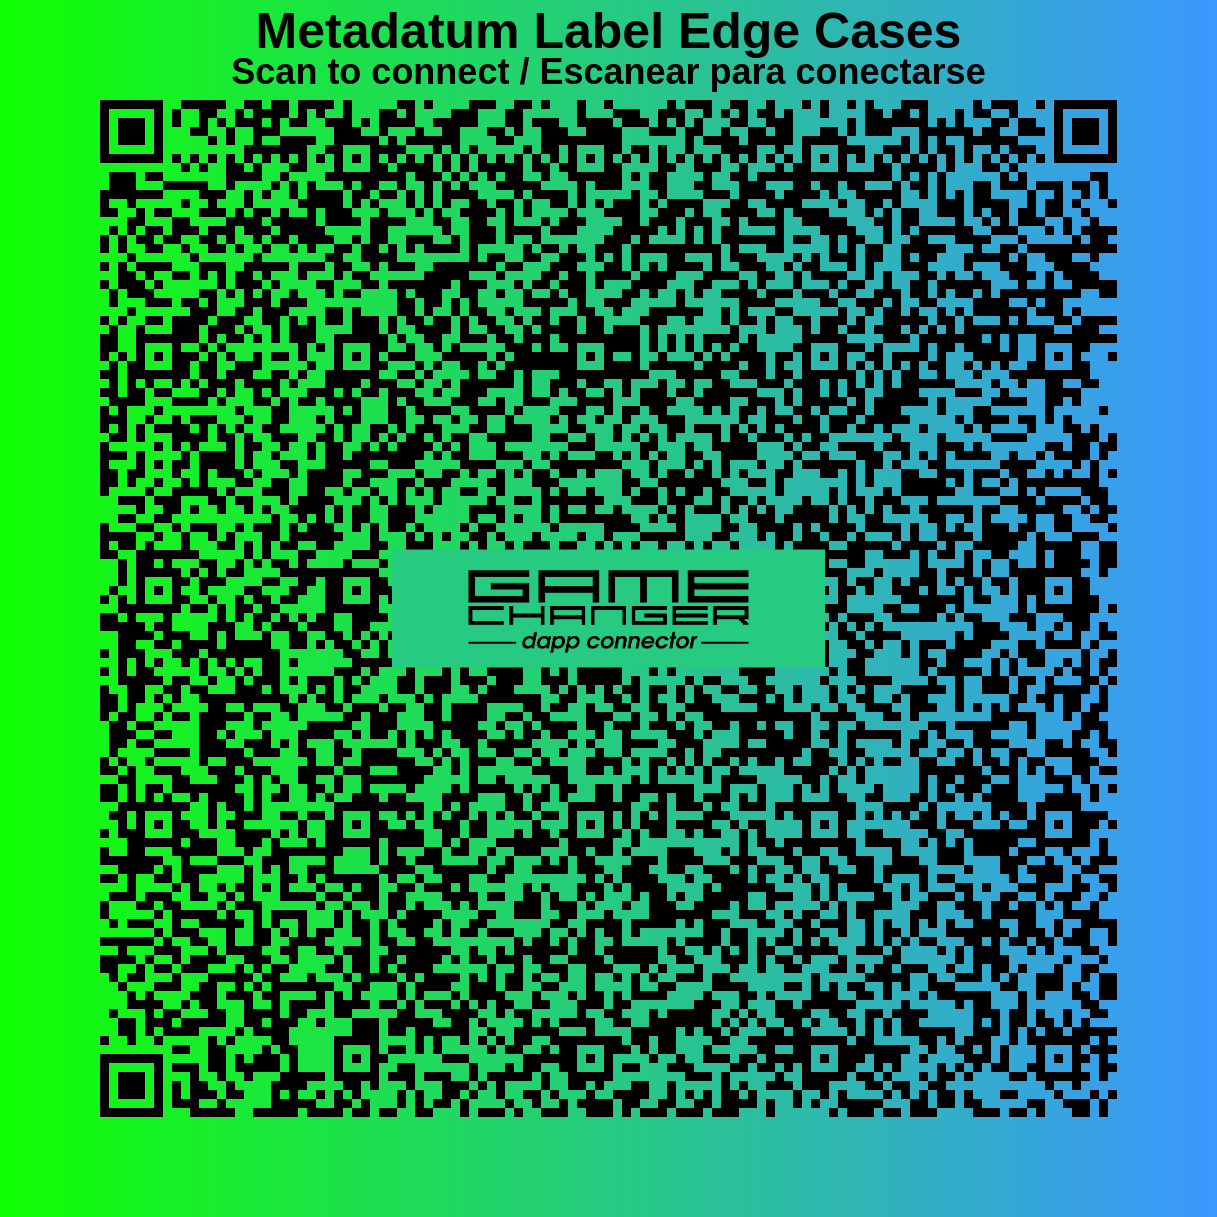 Metadatum Label Edge Cases
Scan to connect / Escanear para conectarse
GAME
CHANGER
dapp connector